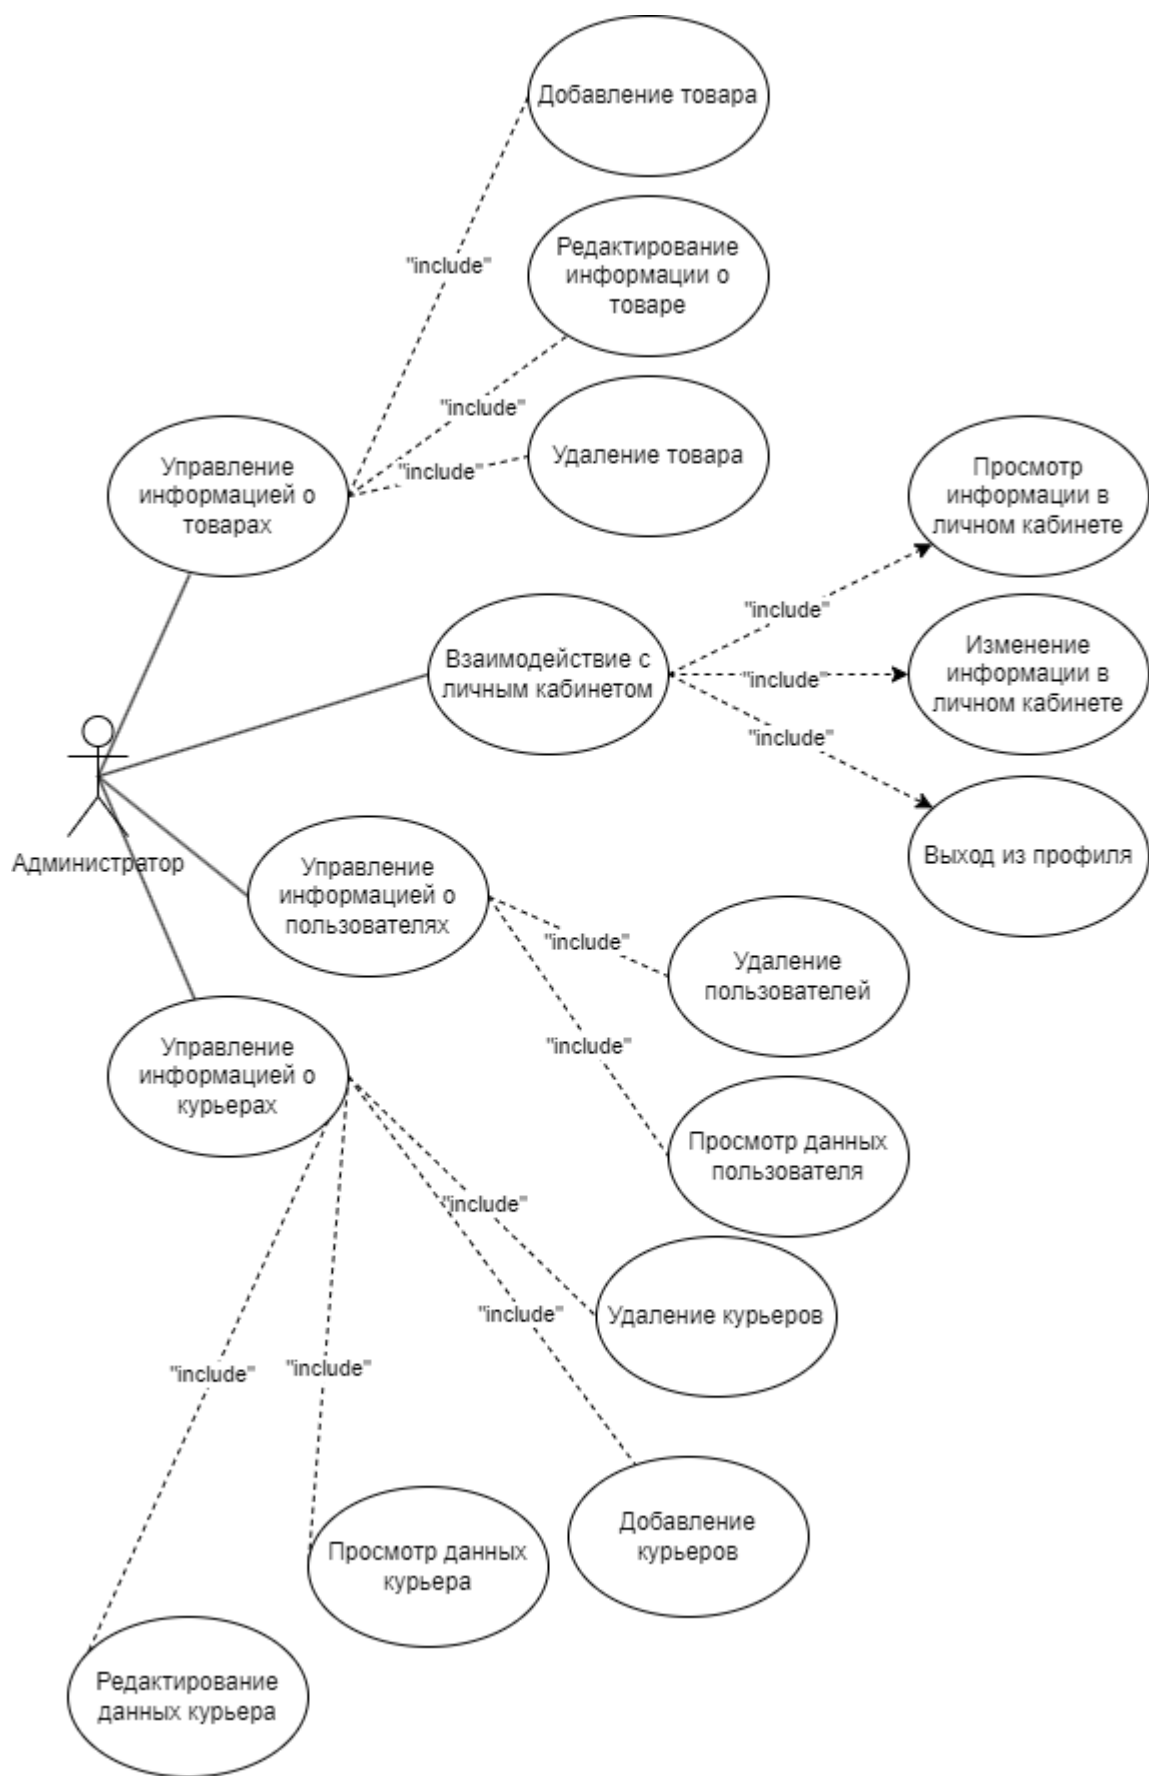 Добавление товара
"include"
Редактирование
информации о
товаре
"include"
Удаление товара
"include"
Управление
информацией о
товарах
Просмотр
информации в
личном кабинете
"include"
Взаимодействие с
личным кабинетом
Изменение
информации в
личном кабинете
"include"
"include"
Выход из профиля
Администратор
Управление
информацией о
пользователях
"include"
Удаление
пользователей
"include"
Управление
информацией о
курьерах
Просмотр данных
пользователя
"include"
Удаление курьеров
"include"
"include"
"include"
Добавление
курьеров
Просмотр данных
курьера
Редактирование
данных курьера